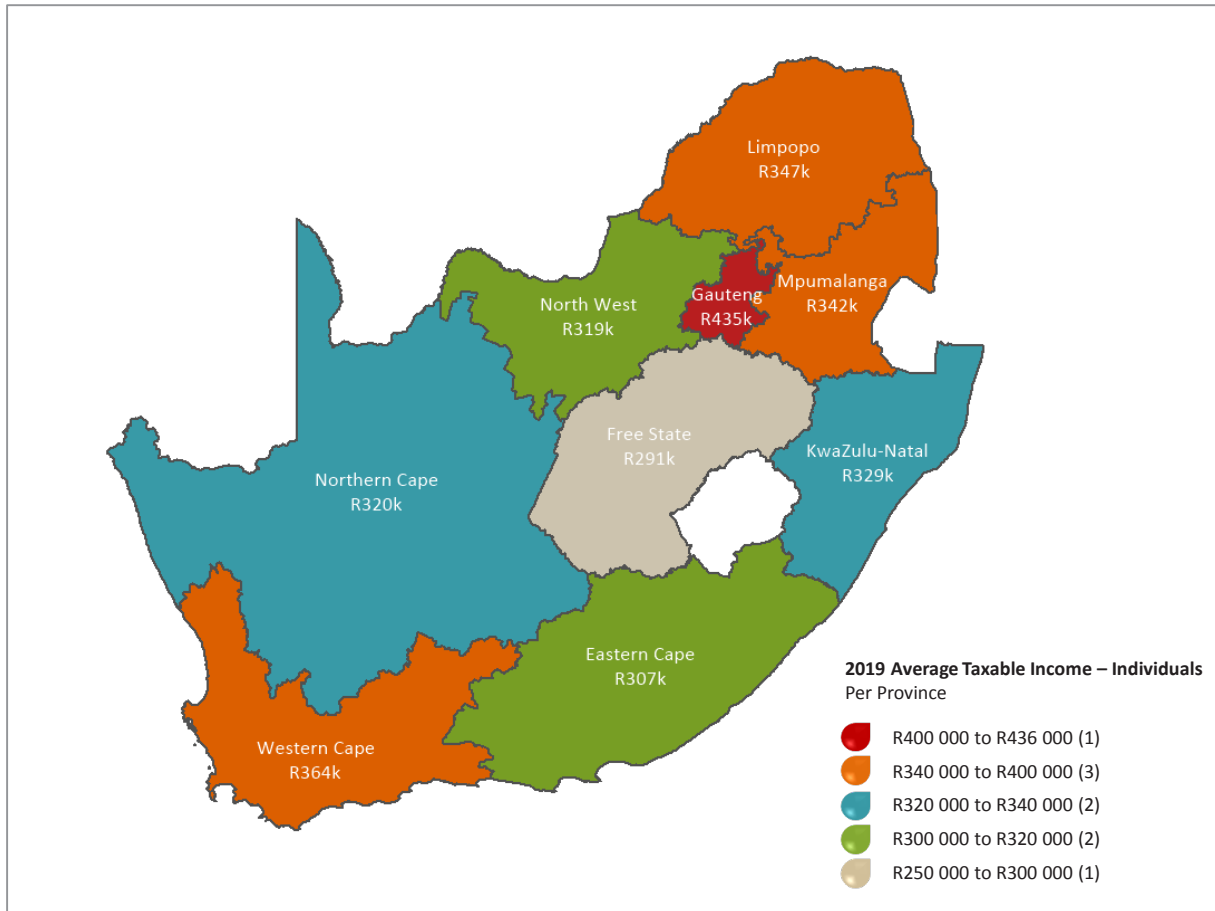 Limpopo
R347k
Mpumalanga
R342k
Gauteng
R435k
North West
R319k
Free State
R291k
KwaZulu-Natal
R329k
Northern Cape
R320k
Eastern Cape
R307k
Western Cape
R364k
2019 Average Taxable Income – Individuals
Per Province
R400 000 to R436 000 (1)
R340 000 to R400 000 (3)
R320 000 to R340 000 (2)
R300 000 to R320 000 (2)
R250 000 to R300 000 (1)